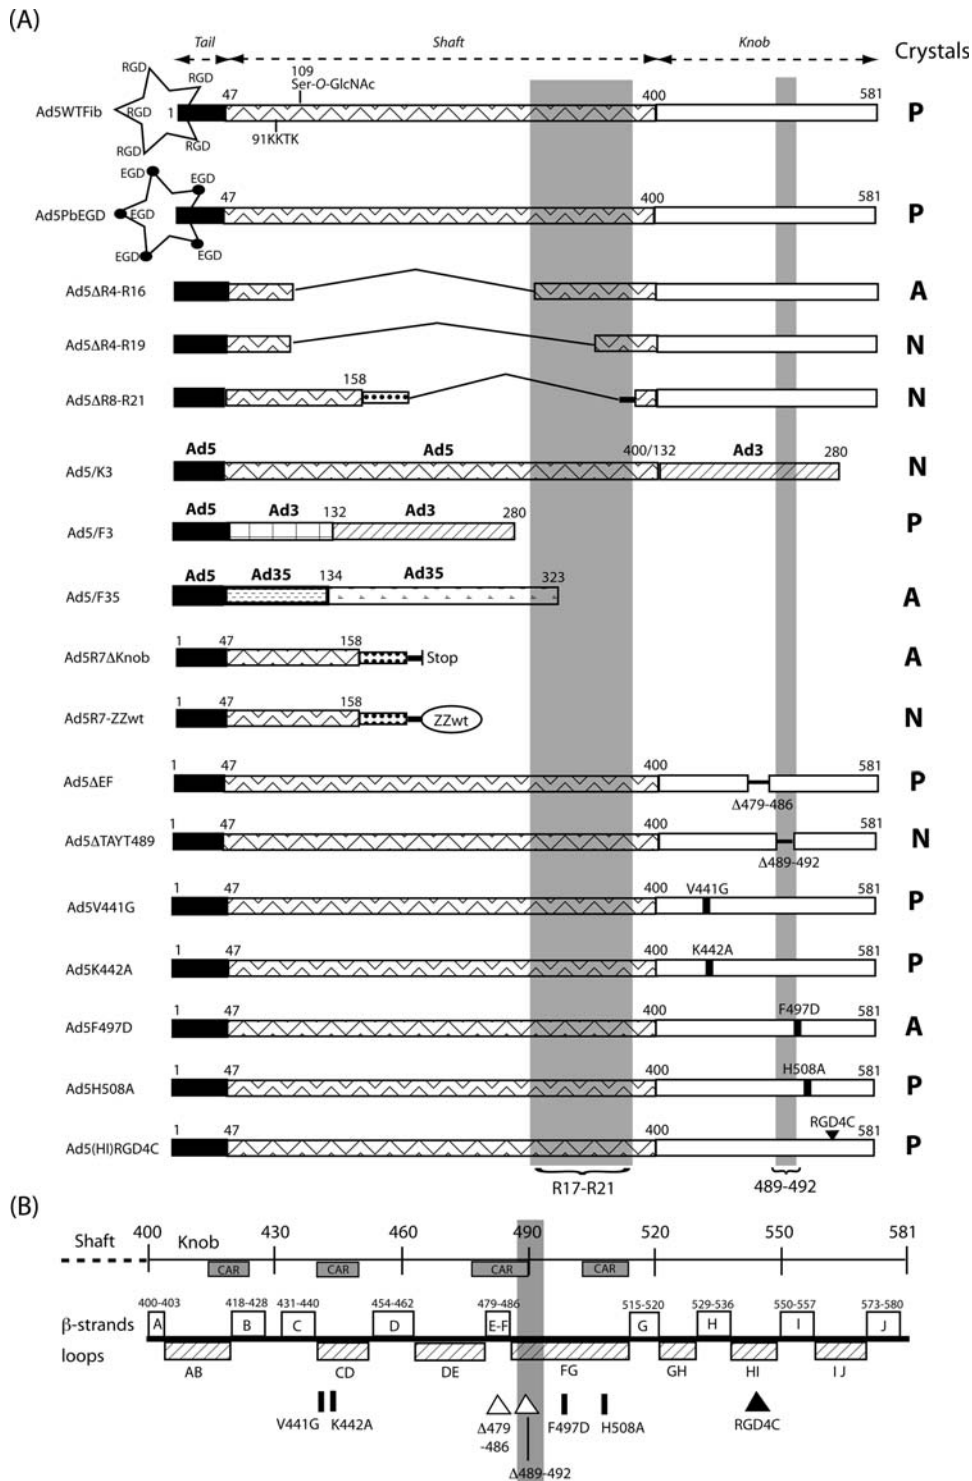 (A)
Tail Shaft Knob Crystals
RGD RGD 109
Ser-O-GlcNAc
47 400 581
Ad5WTFib RGD 1 P
RGD RGD 91KKTK
EGD EGD 47 400 581
Ad5PbEGD EGD P
EGD EGD
Ad5ΔR4-R16 A
Ad5ΔR4-R19 N
158
Ad5ΔR8-R21 N
Ad5 Ad5 400/132 Ad3 280
Ad5/K3 N
Ad5 Ad3 132 Ad3 280
Ad5/F3 P
Ad5 Ad35 134 Ad35 323
Ad5/F35 A
1 47 158
Ad5R7ΔKnob Stop A
1 47 158
Ad5R7-ZZwt ZZwt N
1 47 400 581
Ad5ΔEF P
Δ479-486
1 47 400 581
Ad5ΔTAYT489 N
Δ489-492
1 47 400 V441G 581
Ad5V441G P
1 47 400 K442A 581
Ad5K442A P
1 47 400 F497D 581
Ad5F497D A
1 47 400 H508A 581
Ad5H508A P
RGD4C
1 47 400 581
Ad5(HI)RGD4C P
R17-R21 489-492
(B)
400 430 460 490 520 550 581
Shaft Knob
CAR CAR CAR CAR
400-403 418-428 431-440 454-462 479-486 515-520 529-536 550-557 573-580
β-strands A B C D E-F G H I J
loops
AB CD DE FG GH HI IJ
V441G K442A Δ479 F497D H508A RGD4C
-486
Δ489-492